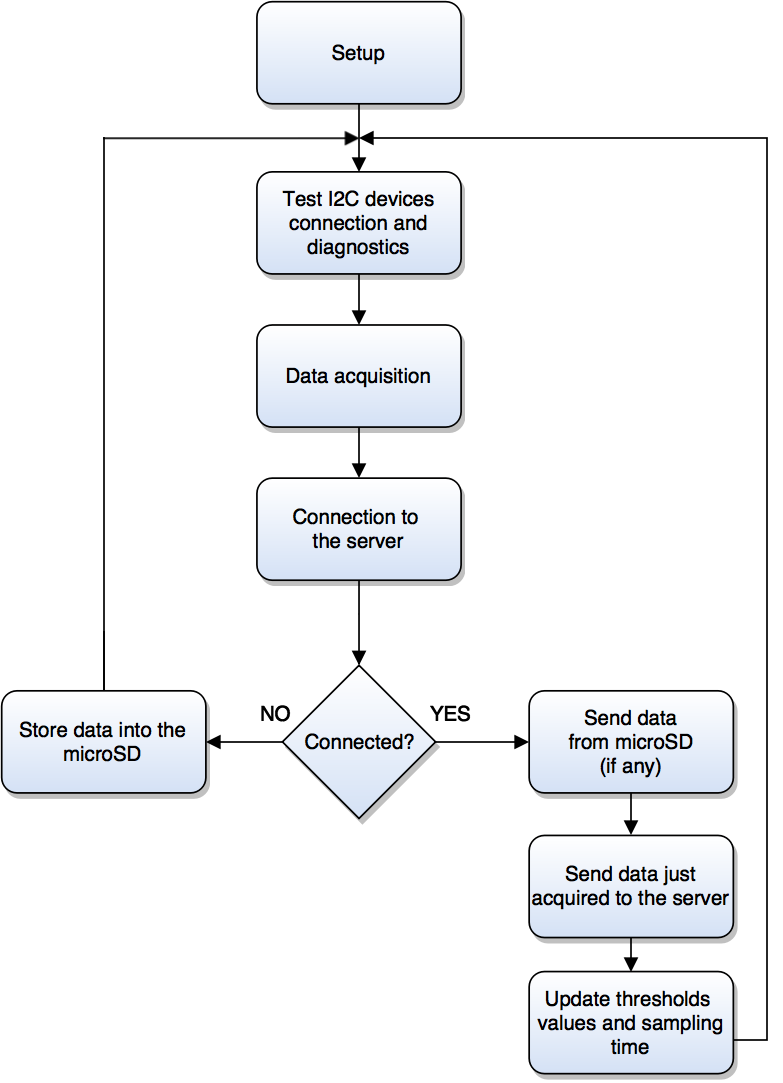 Setup
Test I2C devices
connection and
diagnostics
Data acquisition
Connection to
the server
Connected?
NO
YES
Store data into the
microSD
Send data
from microSD
(if any)
Send data just
acquired to the server
Update thresholds
values and sampling
time